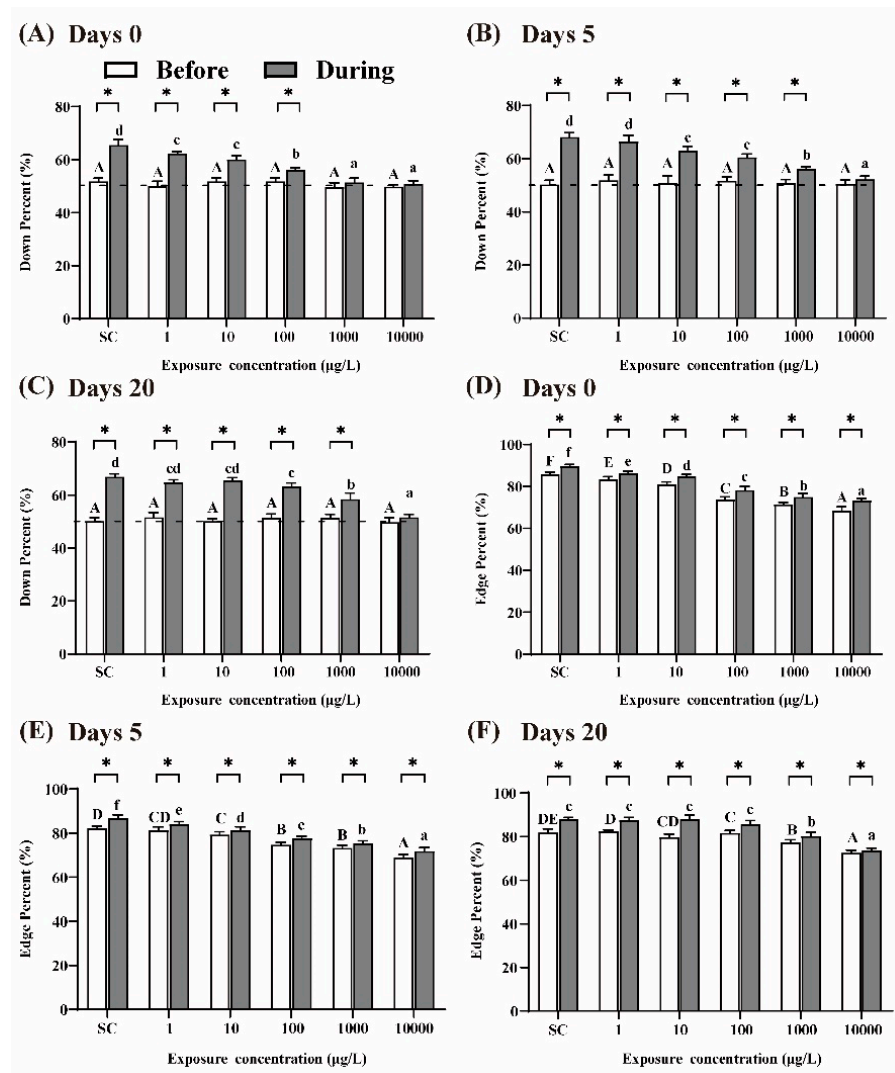 (A) Days 0
Before During
* * * *
80
60
40
20
0
Down Percent (%)
A d A c A c A b A a A a
SC 1 10 100 1000 10000
Exposure concentration (µg/L)
(B) Days 5
* * * * *
80
60
40
20
0
Down Percent (%)
A d A d A c A c A b A a
SC 1 10 100 1000 10000
Exposure concentration (µg/L)
(C) Days 20
* * * * *
80
60
40
20
0
Down Percent (%)
A d A cd A cd A c A b A a
SC 1 10 100 1000 10000
Exposure concentration (µg/L)
(D) Days 0
* * * * * *
100
80
60
40
20
0
Edge Percent (%)
F f E e D d C c B b A a
SC 1 10 100 1000 10000
Exposure concentration (µg/L)
(E) Days 5
* * * * * *
100
80
60
40
20
0
Edge Percent (%)
D f CD e C d B c B b A a
SC 1 10 100 1000 10000
Exposure concentration (µg/L)
(F) Days 20
* * * * * *
100
80
60
40
20
0
Edge Percent (%)
DE c D c CD c C c B b A a
SC 1 10 100 1000 10000
Exposure concentration (µg/L)